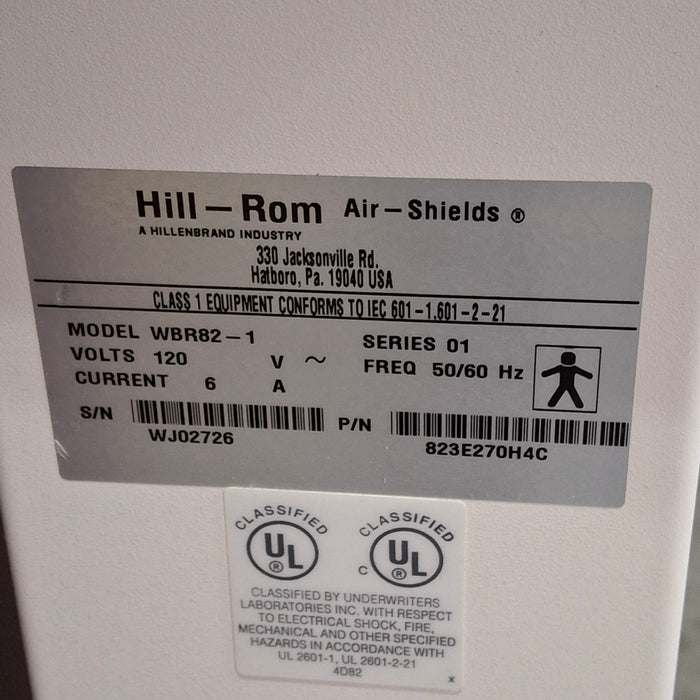 Hill-Rom Air-Shields ®
A HILLENBRAND INDUSTRY
330 Jacksonville Rd.
Hatboro, Pa. 19040 USA
CLASS 1 EQUIPMENT CONFORMS TO IEC 601-1,601-2-21
MODEL WBR82-1 SERIES 01
VOLTS 120 V ~ FREQ 50/60 Hz
CURRENT 6 A
S/N P/N
WJ02726 823E270H4C
CLASSIFIED CLASSIFIED
UL ® C UL ®
CLASSIFIED BY UNDERWRITERS
LABORATORIES INC. WITH RESPECT
TO ELECTRICAL SHOCK, FIRE,
MECHANICAL AND OTHER SPECIFIED
HAZARDS IN ACCORDANCE WITH
UL 2601-1, UL 2601-2-21
4D82 x